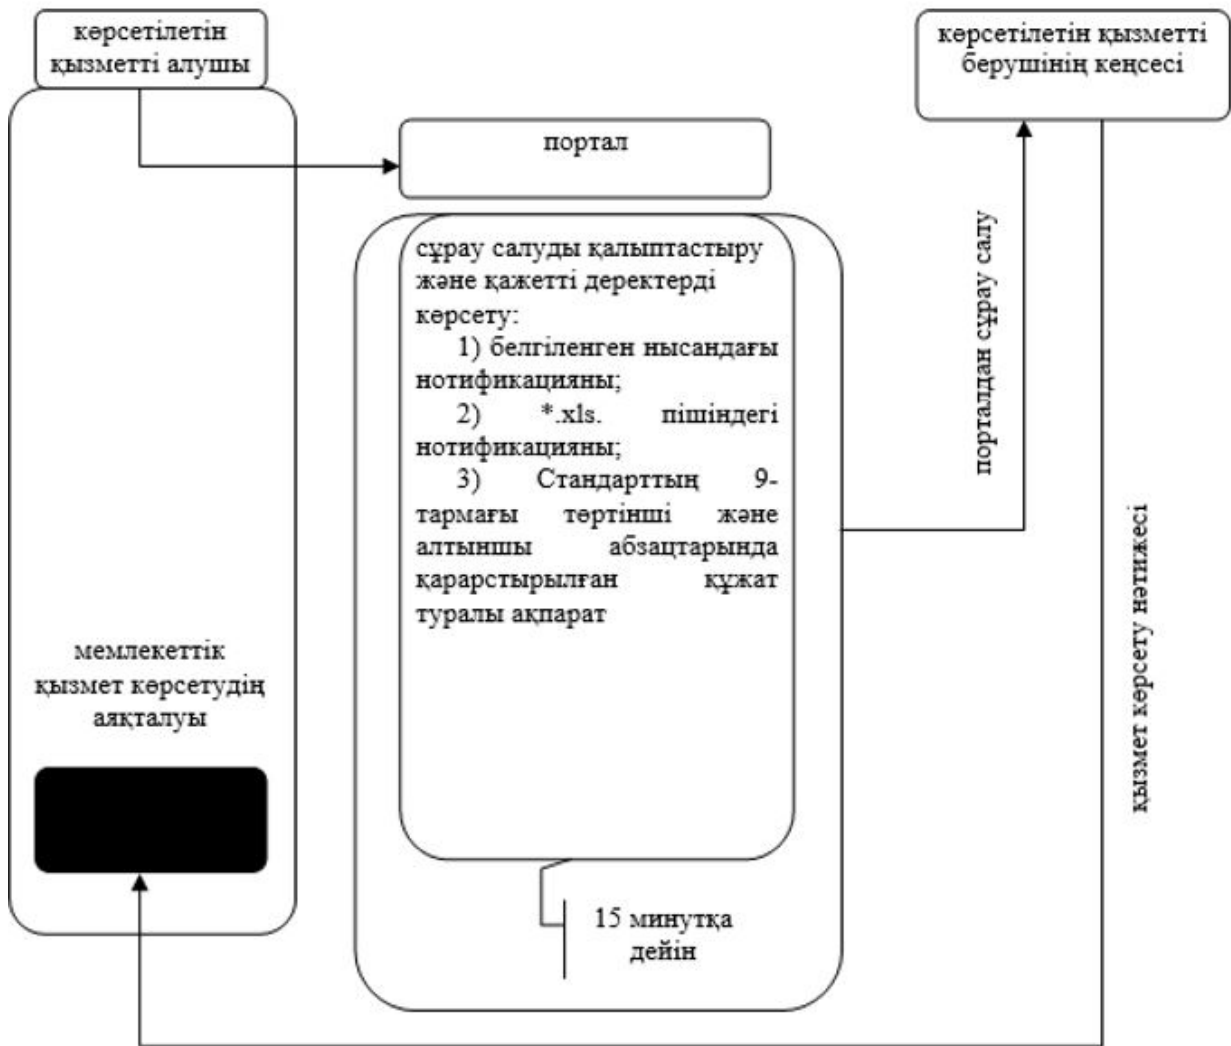 көрсетілетін
қызметті алушы
көрсетілетін қызметті
берушінің кеңсесі
портал
сұрау салуды қалыптастыру
және қажетті деректерді
көрсету:
1) белгіленген нысандағы
нотификацияны;
2) *.xls. пішіндегі
нотификацияны;
3) Стандарттың 9-
тармағы төртінші және
алтыншы абзацтарында
қарарстырылған құжат
туралы ақпарат
порталдан сұрау салу
қызмет көрсету нәтижесі
мемлекеттік
қызмет көрсетудің
аяқталуы
15 минутқа
дейін